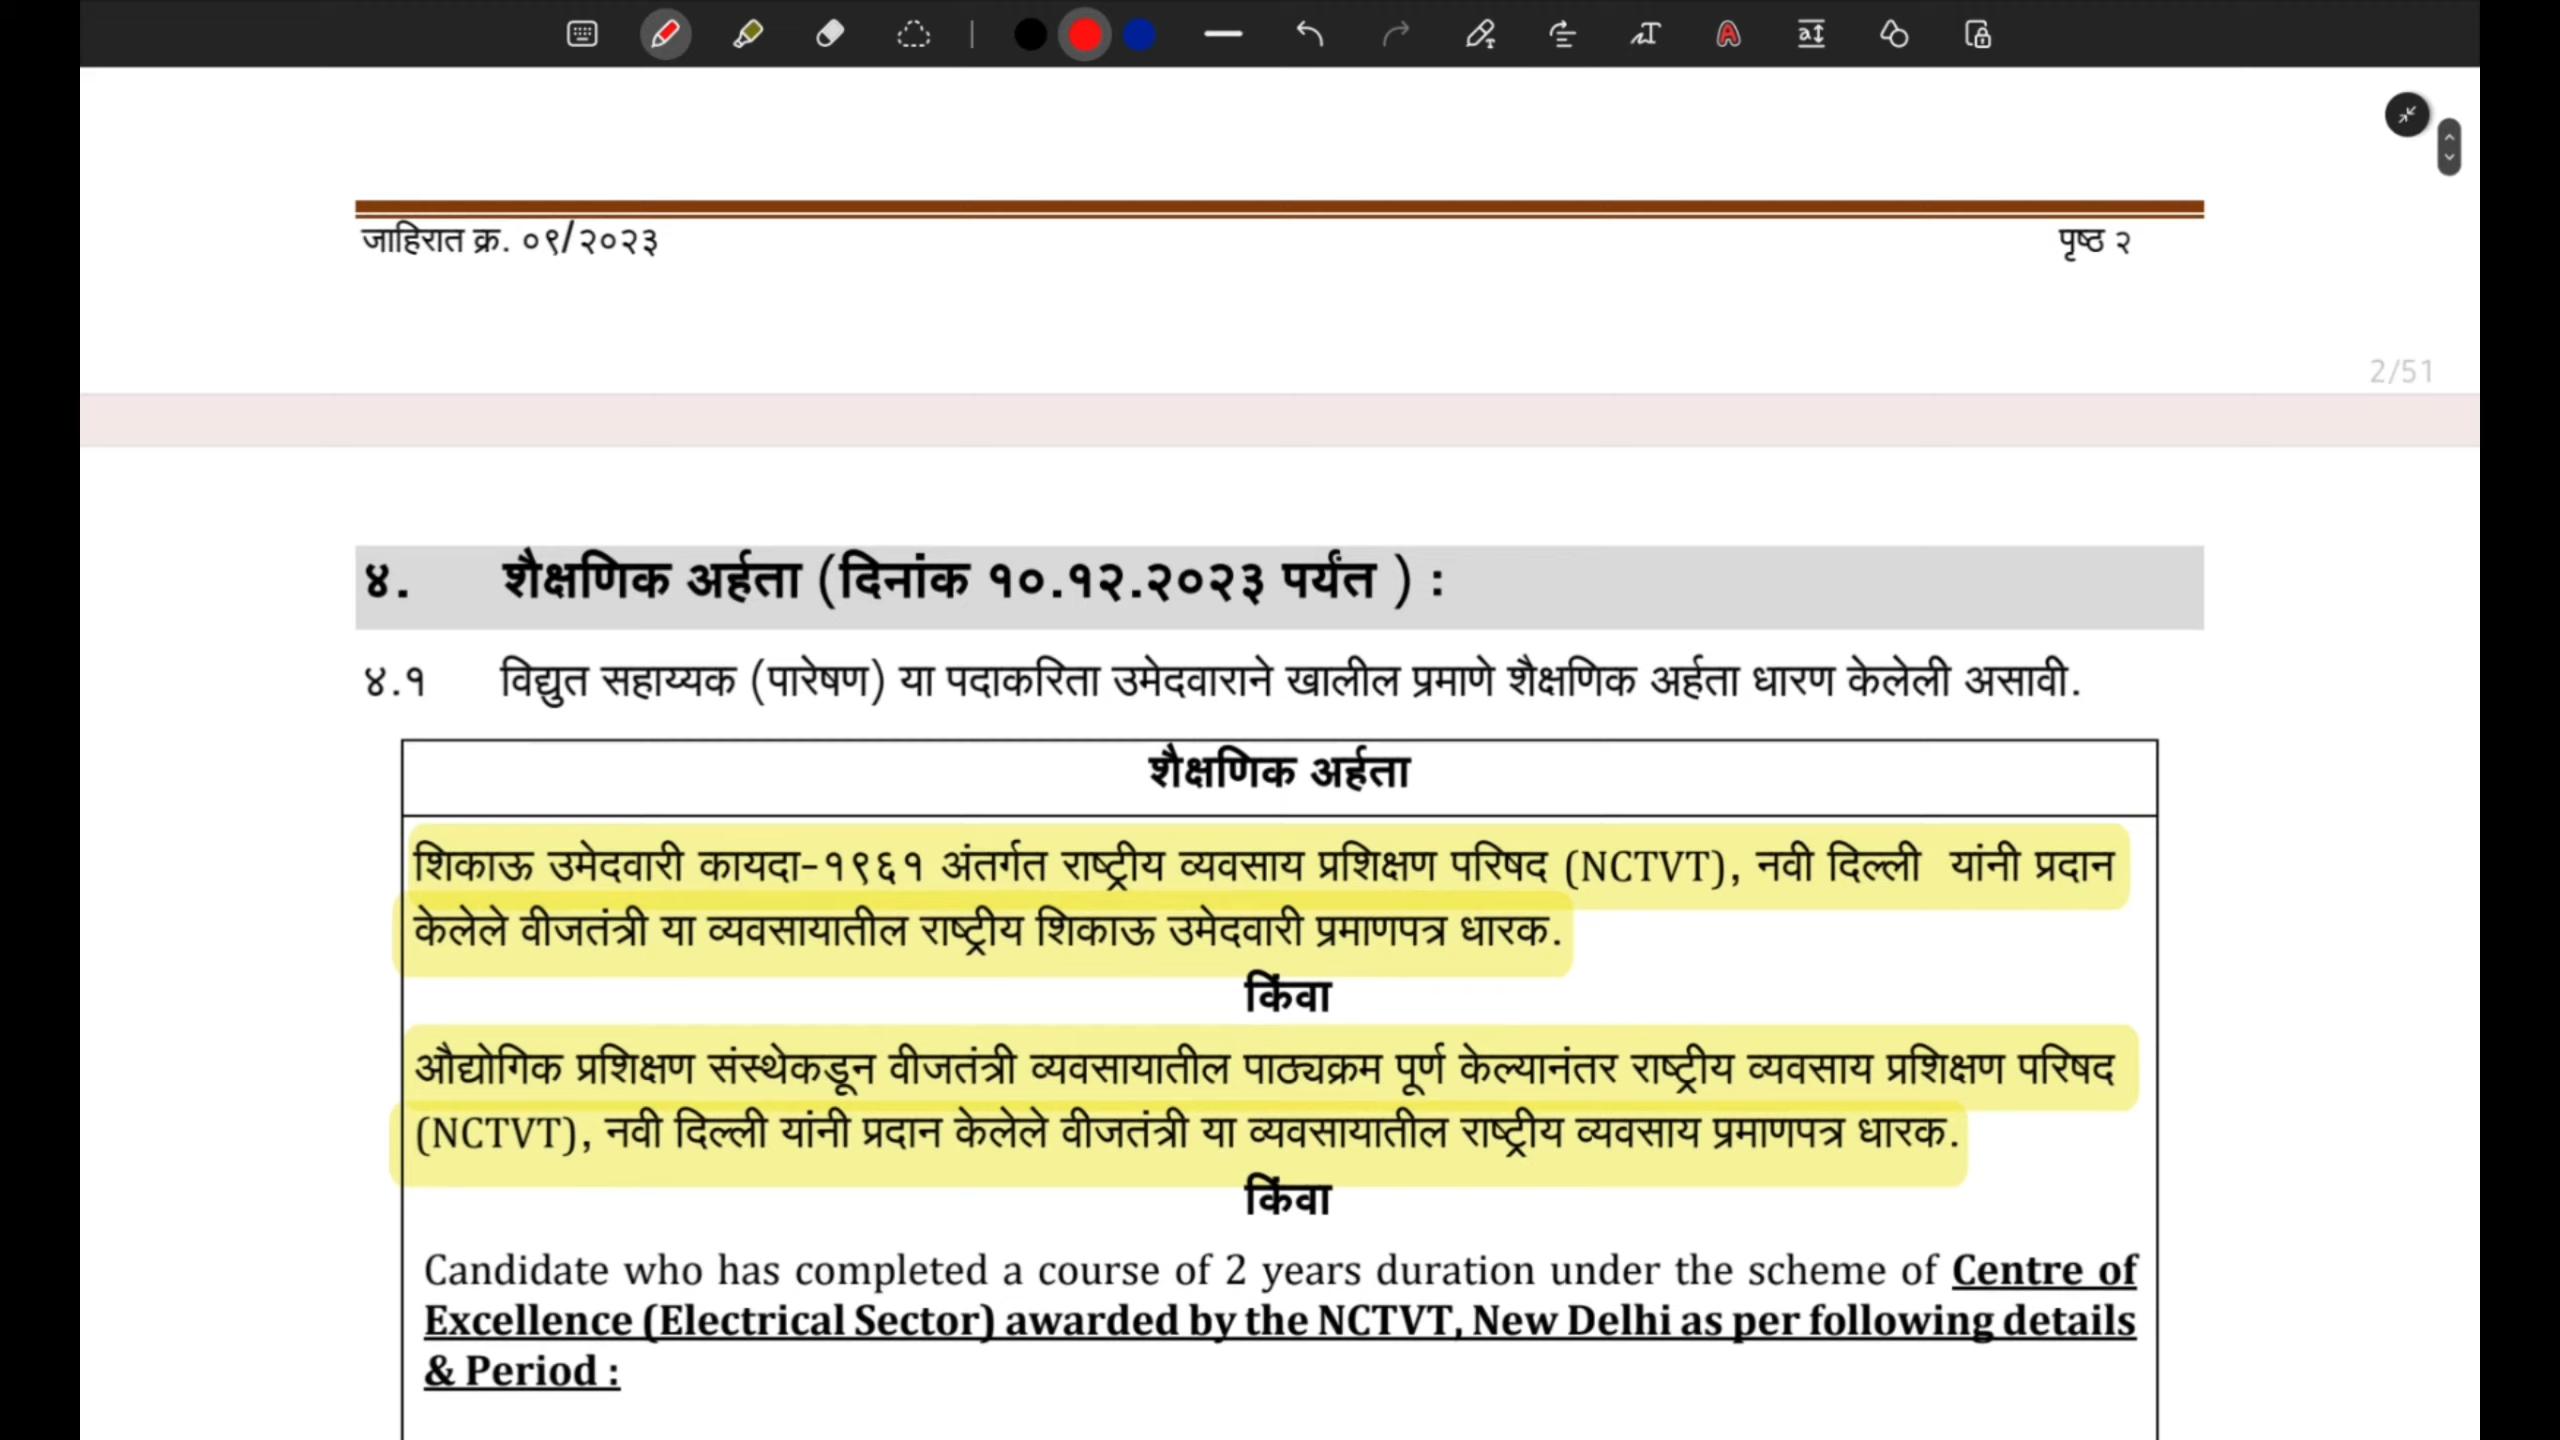 जाहिरात क्र. ०९/२०२३
पृष्ठ २
2/51
४. शैक्षणिक अर्हता (दिनांक १०.१२.२०२३ पर्यंत ) :
४.१ विद्युत सहाय्यक (पारेषण) या पदाकरिता उमेदवाराने खालील प्रमाणे शैक्षणिक अर्हता धारण केलेली असावी.
शैक्षणिक अर्हता
शिकाऊ उमेदवारी कायदा-१९६१ अंतर्गत राष्ट्रीय व्यवसाय प्रशिक्षण परिषद (NCTVT), नवी दिल्ली यांनी प्रदान
केलेले वीजतंत्री या व्यवसायातील राष्ट्रीय शिकाऊ उमेदवारी प्रमाणपत्र धारक.
किंवा
औद्योगिक प्रशिक्षण संस्थेकडून वीजतंत्री व्यवसायातील पाठ्यक्रम पूर्ण केल्यानंतर राष्ट्रीय व्यवसाय प्रशिक्षण परिषद
(NCTVT), नवी दिल्ली यांनी प्रदान केलेले वीजतंत्री या व्यवसायातील राष्ट्रीय व्यवसाय प्रमाणपत्र धारक.
किंवा
Candidate who has completed a course of 2 years duration under the scheme of Centre of
Excellence (Electrical Sector) awarded by the NCTVT, New Delhi as per following details
& Period :